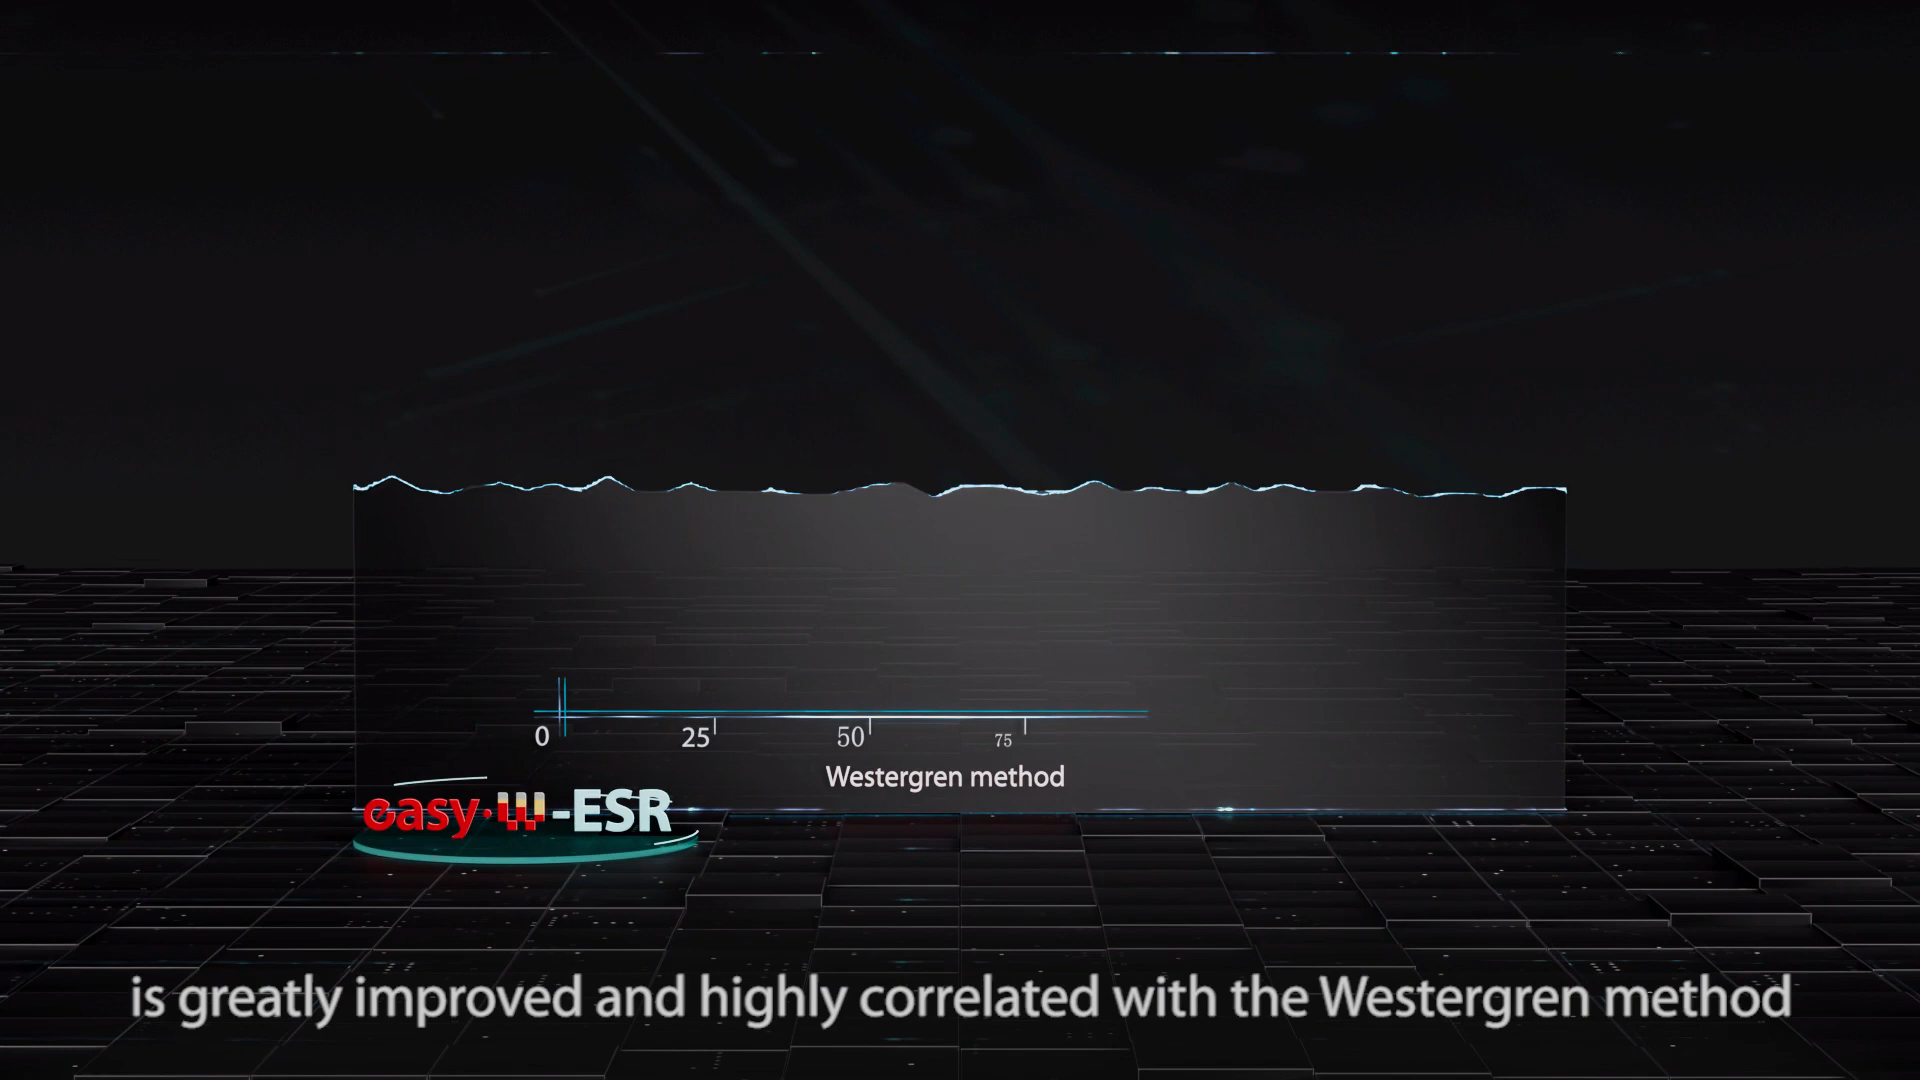 0 25 50 75
Westergren method
easy·W-ESR
is greatly improved and highly correlated with the Westergren method